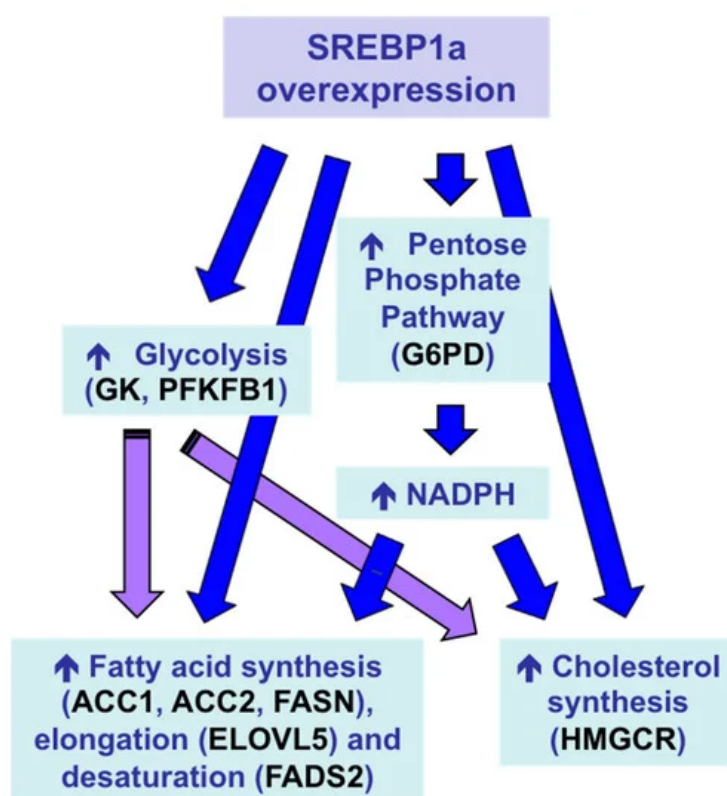 SREBP1a
overexpression
↑ Pentose
Phosphate
Pathway
(G6PD)
↑ Glycolysis
(GK, PFKFB1)
↑ NADPH
↑ Fatty acid synthesis
(ACC1, ACC2, FASN),
elongation (ELOVL5) and
desaturation (FADS2)
↑ Cholesterol
synthesis
(HMGCR)